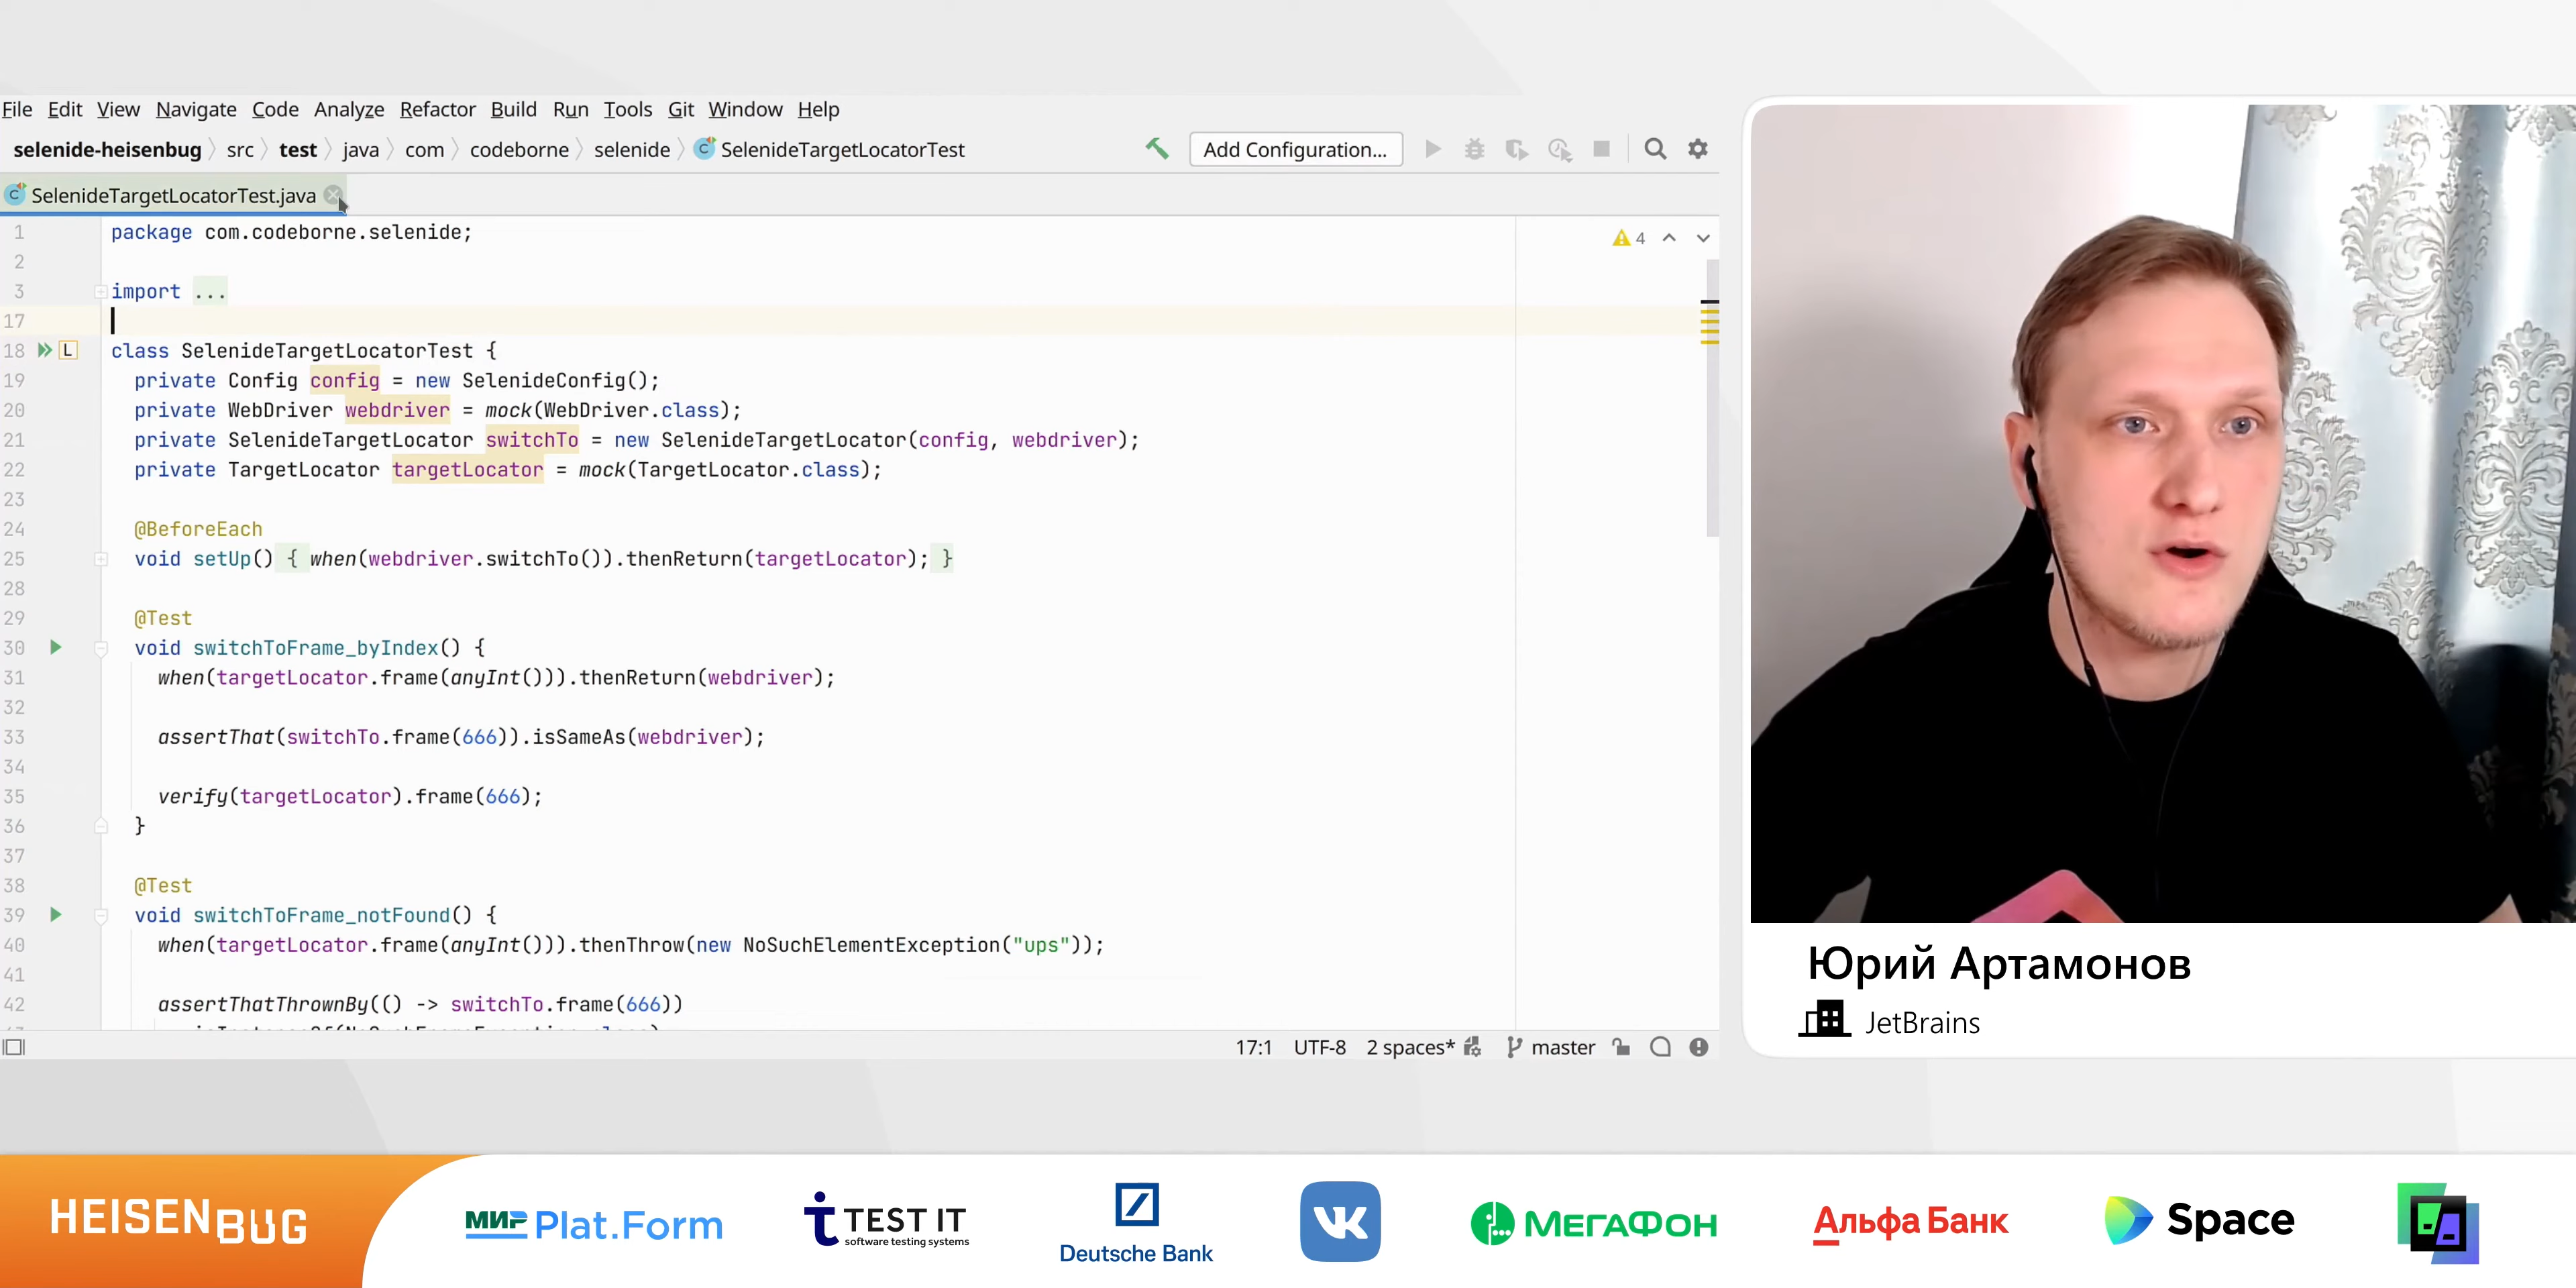 File Edit View Navigate Code Analyze Refactor Build Run Tools Git Window Help
selenide-heisenbug src test java com codeborne selenide SelenideTargetLocatorTest
Add Configuration...
SelenideTargetLocatorTest.java
4
1 package com.codeborne.selenide;
2
3 import ...
17
18 L class SelenideTargetLocatorTest {
19 private Config config = new SelenideConfig();
20 private WebDriver webdriver = mock(WebDriver.class);
21 private SelenideTargetLocator switchTo = new SelenideTargetLocator(config, webdriver);
22 private TargetLocator targetLocator = mock(TargetLocator.class);
23
24 @BeforeEach
25 void setUp() { when(webdriver.switchTo()).thenReturn(targetLocator); }
28
29 @Test
30 void switchToFrame_byIndex() {
31 when(targetLocator.frame(anyInt())).thenReturn(webdriver);
32
33 assertThat(switchTo.frame(666)).isSameAs(webdriver);
34
35 verify(targetLocator).frame(666);
36 }
37
38 @Test
39 void switchToFrame_notFound() {
40 when(targetLocator.frame(anyInt())).thenThrow(new NoSuchElementException("ups"));
41
42 assertThatThrownBy(() -> switchTo.frame(666))
17:1 UTF-8 2 spaces* master
Юрий Артамонов
JetBrains
HEISENBUG
МИР Plat.Form
TEST IT
software testing systems
Deutsche Bank
VK
МЕГАФОН
Альфа Банк
Space